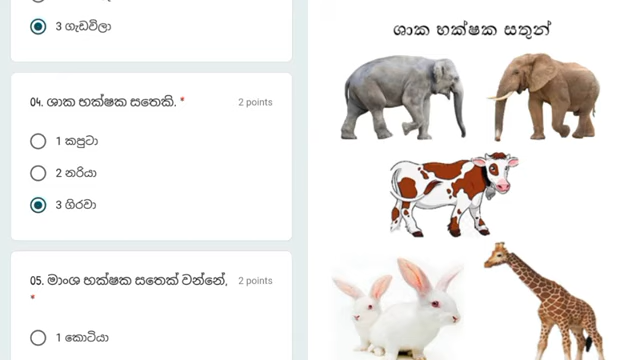 3 ගැඩවිලා
04. ශාක භක්ෂක සතෙකි. *
2 points
1 කපුටා
2 නරියා
3 ගිරවා
05. මාංශ භක්ෂක සතෙක් වන්නේ,
*
2 points
1 කොටියා
ශාක භක්ෂක සතුන්